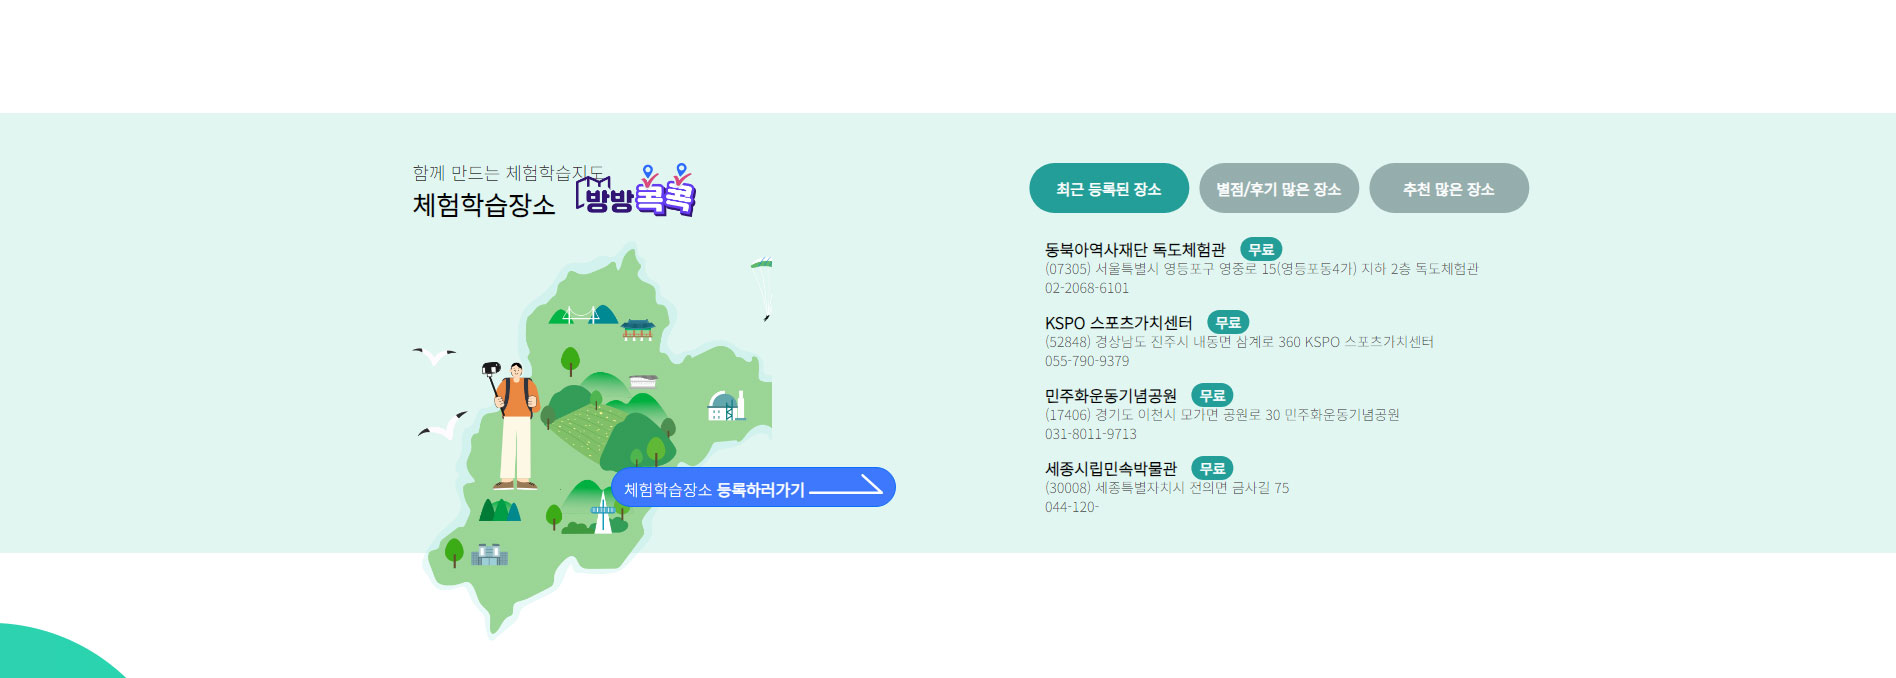 함께 만드는 체험학습지도
체험학습장소 방방콕콕
체험학습장소 등록하러가기
최근 등록된 장소 별점/후기 많은 장소 추천 많은 장소
동북아역사재단 독도체험관 무료
(07305) 서울특별시 영등포구 영중로 15(영등포동4가) 지하 2층 독도체험관
02-2068-6101
KSPO 스포츠가치센터 무료
(52848) 경상남도 진주시 내동면 삼계로 360 KSPO 스포츠가치센터
055-790-9379
민주화운동기념공원 무료
(17406) 경기도 이천시 모가면 공원로 30 민주화운동기념공원
031-8011-9713
세종시립민속박물관 무료
(30008) 세종특별자치시 전의면 금사길 75
044-120-